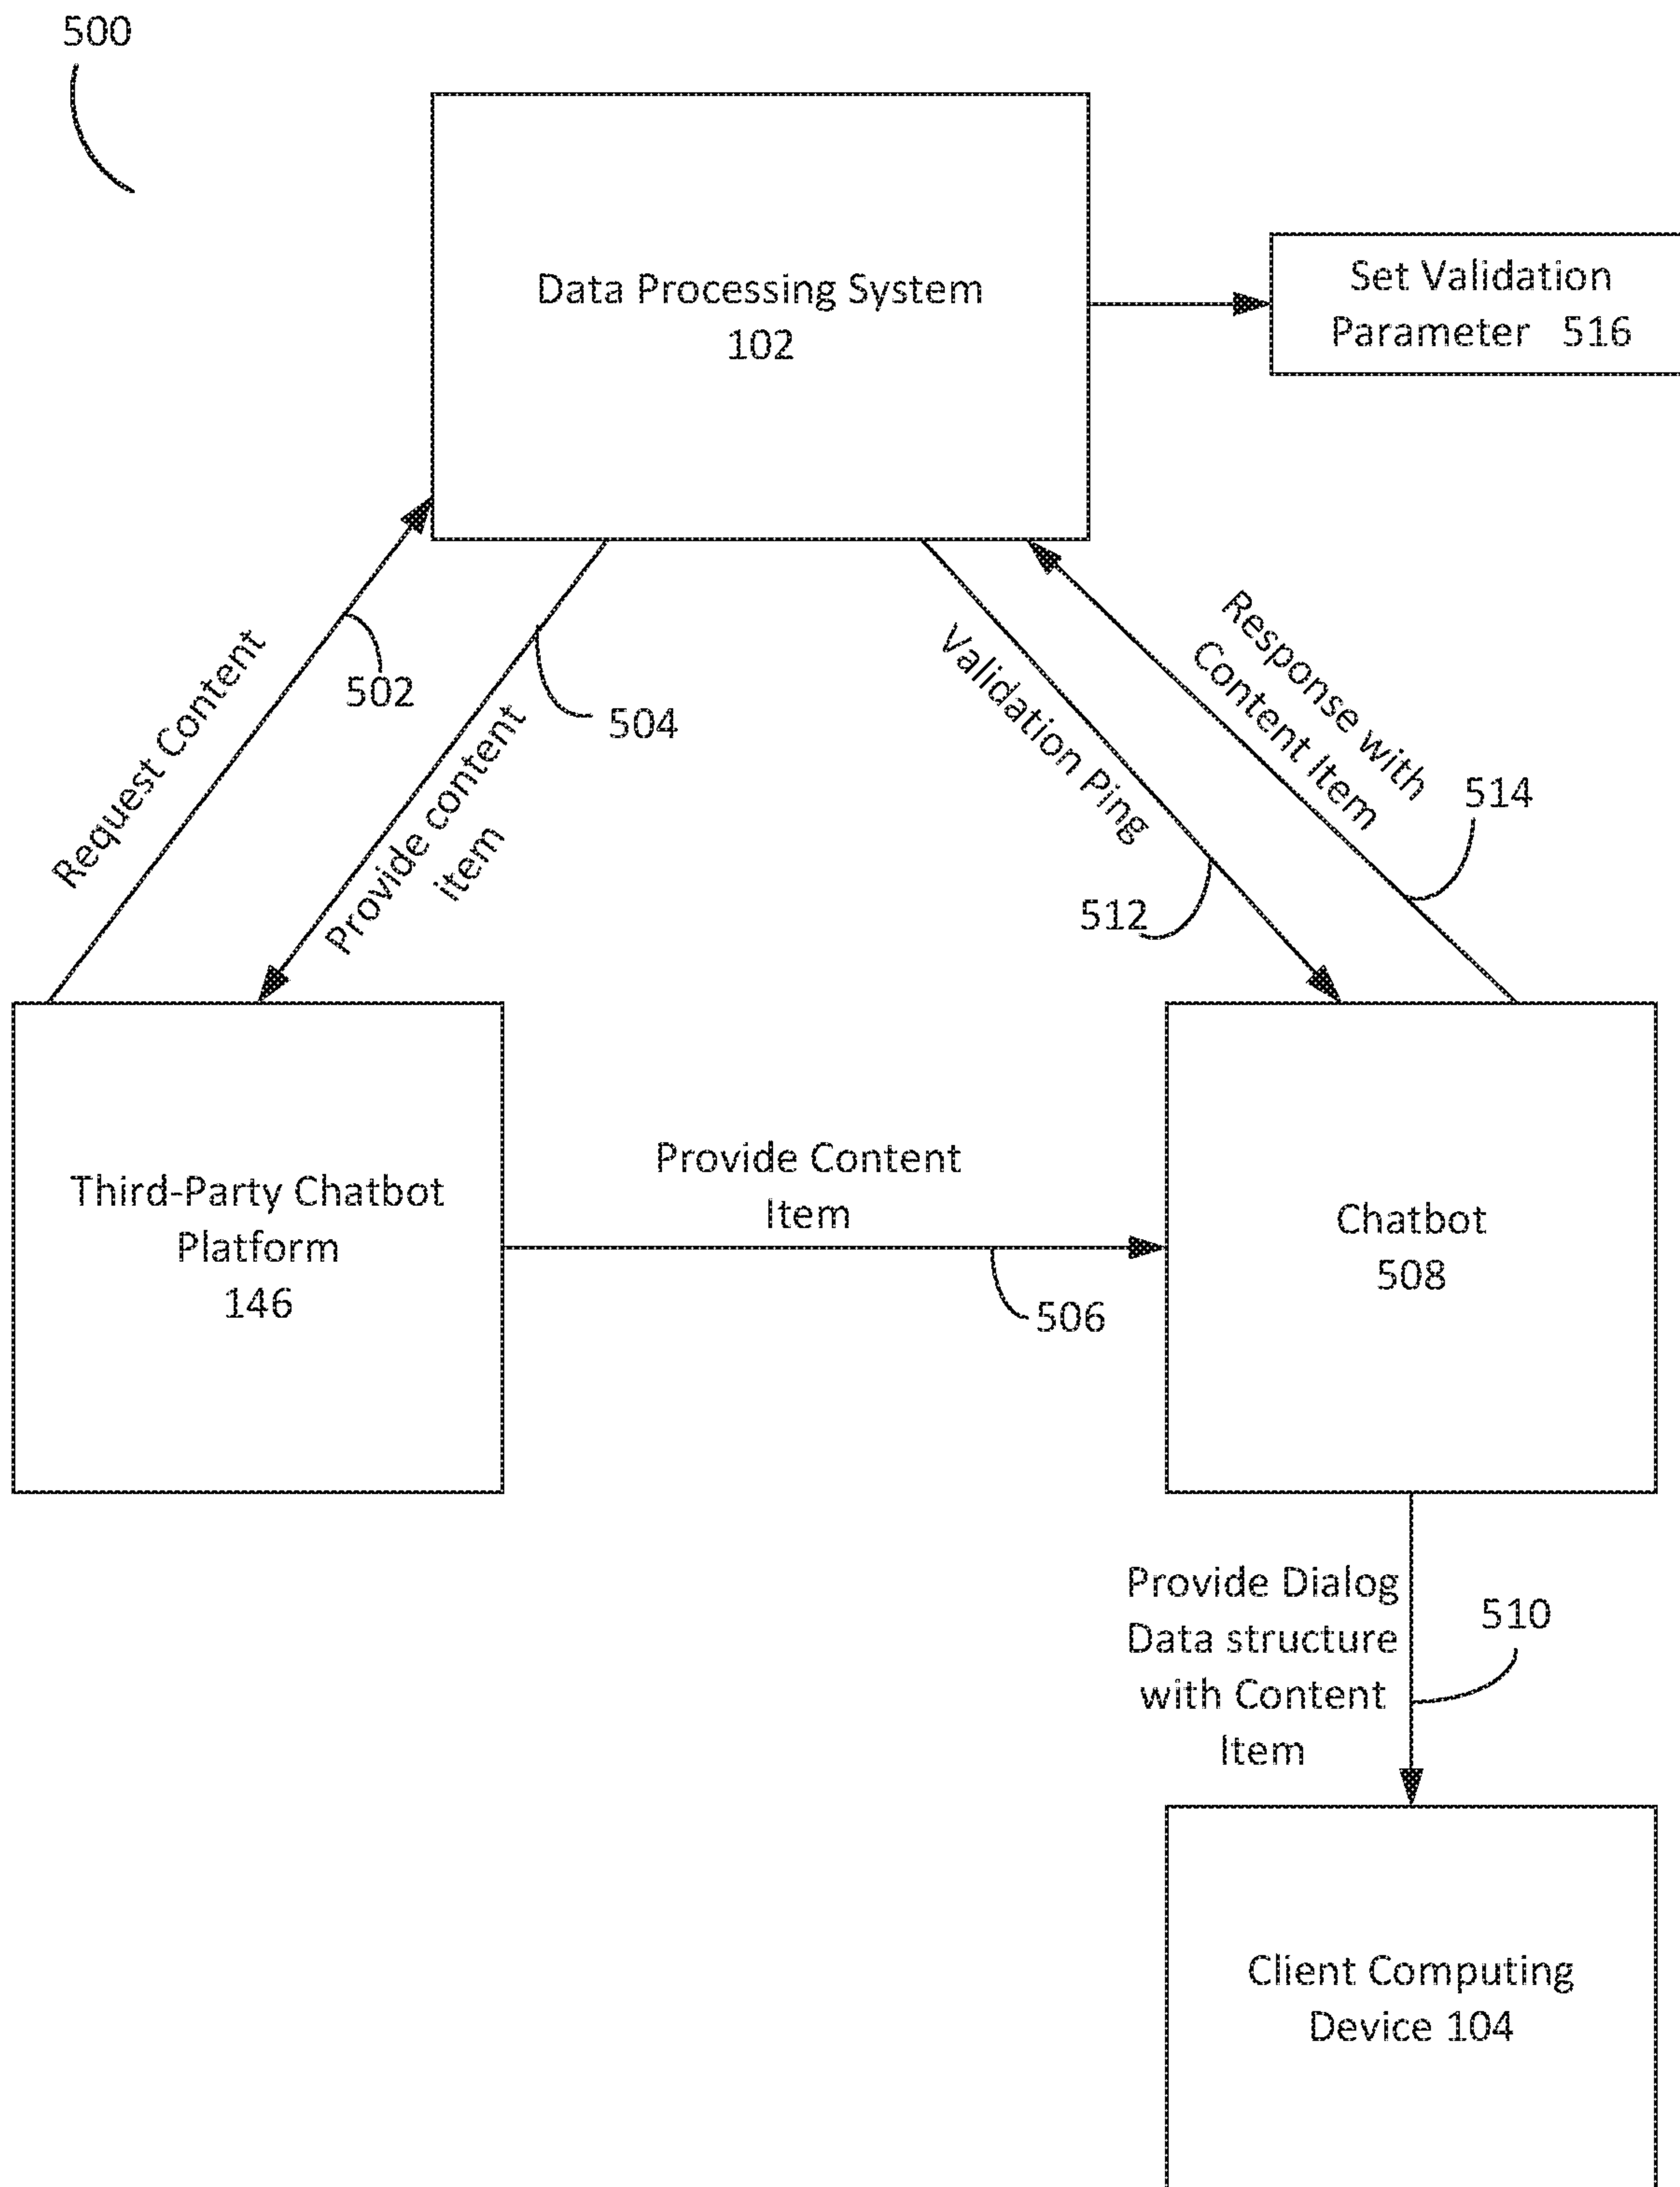 500
Data Processing System
102
Set Validation
Parameter 516
Request Content
502
Provide content
item
504
Validation Ping
512
Response with
Content Item
514
Third-Party Chatbot
Platform
146
Provide Content
Item
506
Chatbot
508
Provide Dialog
Data structure
with Content
Item
510
Client Computing
Device 104